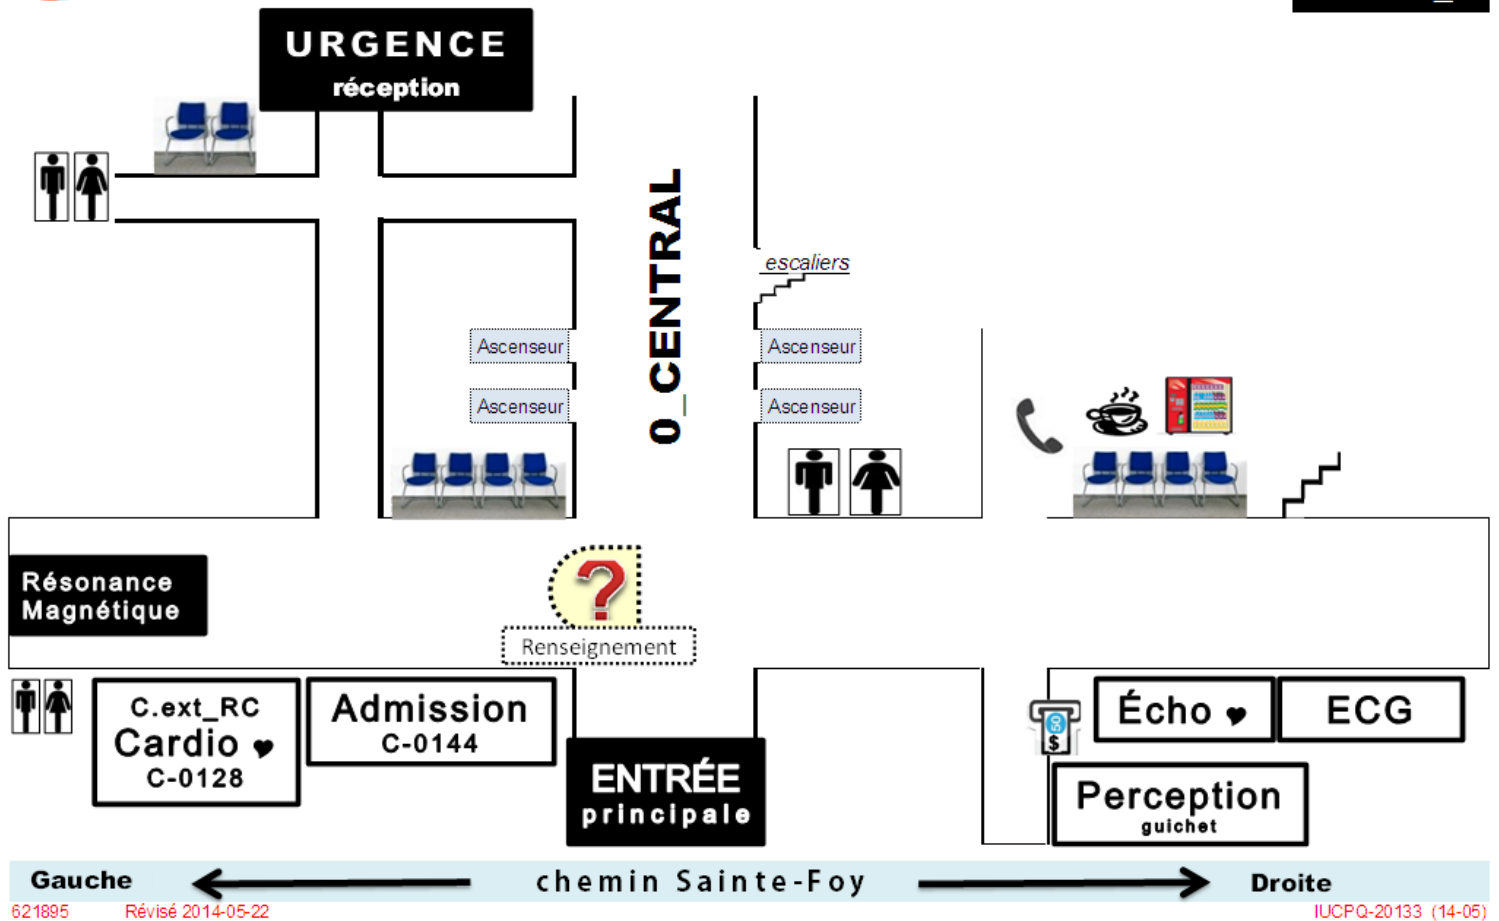 URGENCE
réception
0_CENTRAL
escaliers
Ascenseur
Ascenseur
Ascenseur
Ascenseur
?
Résonance
Magnétique
Renseignement
C.ext_RC
Cardio
C-0128
Admission
C-0144
ENTRÉE
principale
50
$
Écho
ECG
Perception
guichet
Gauche
chemin Sainte-Foy
Droite
621895
Révisé 2014-05-22
IUCPQ-20133 (14-05)